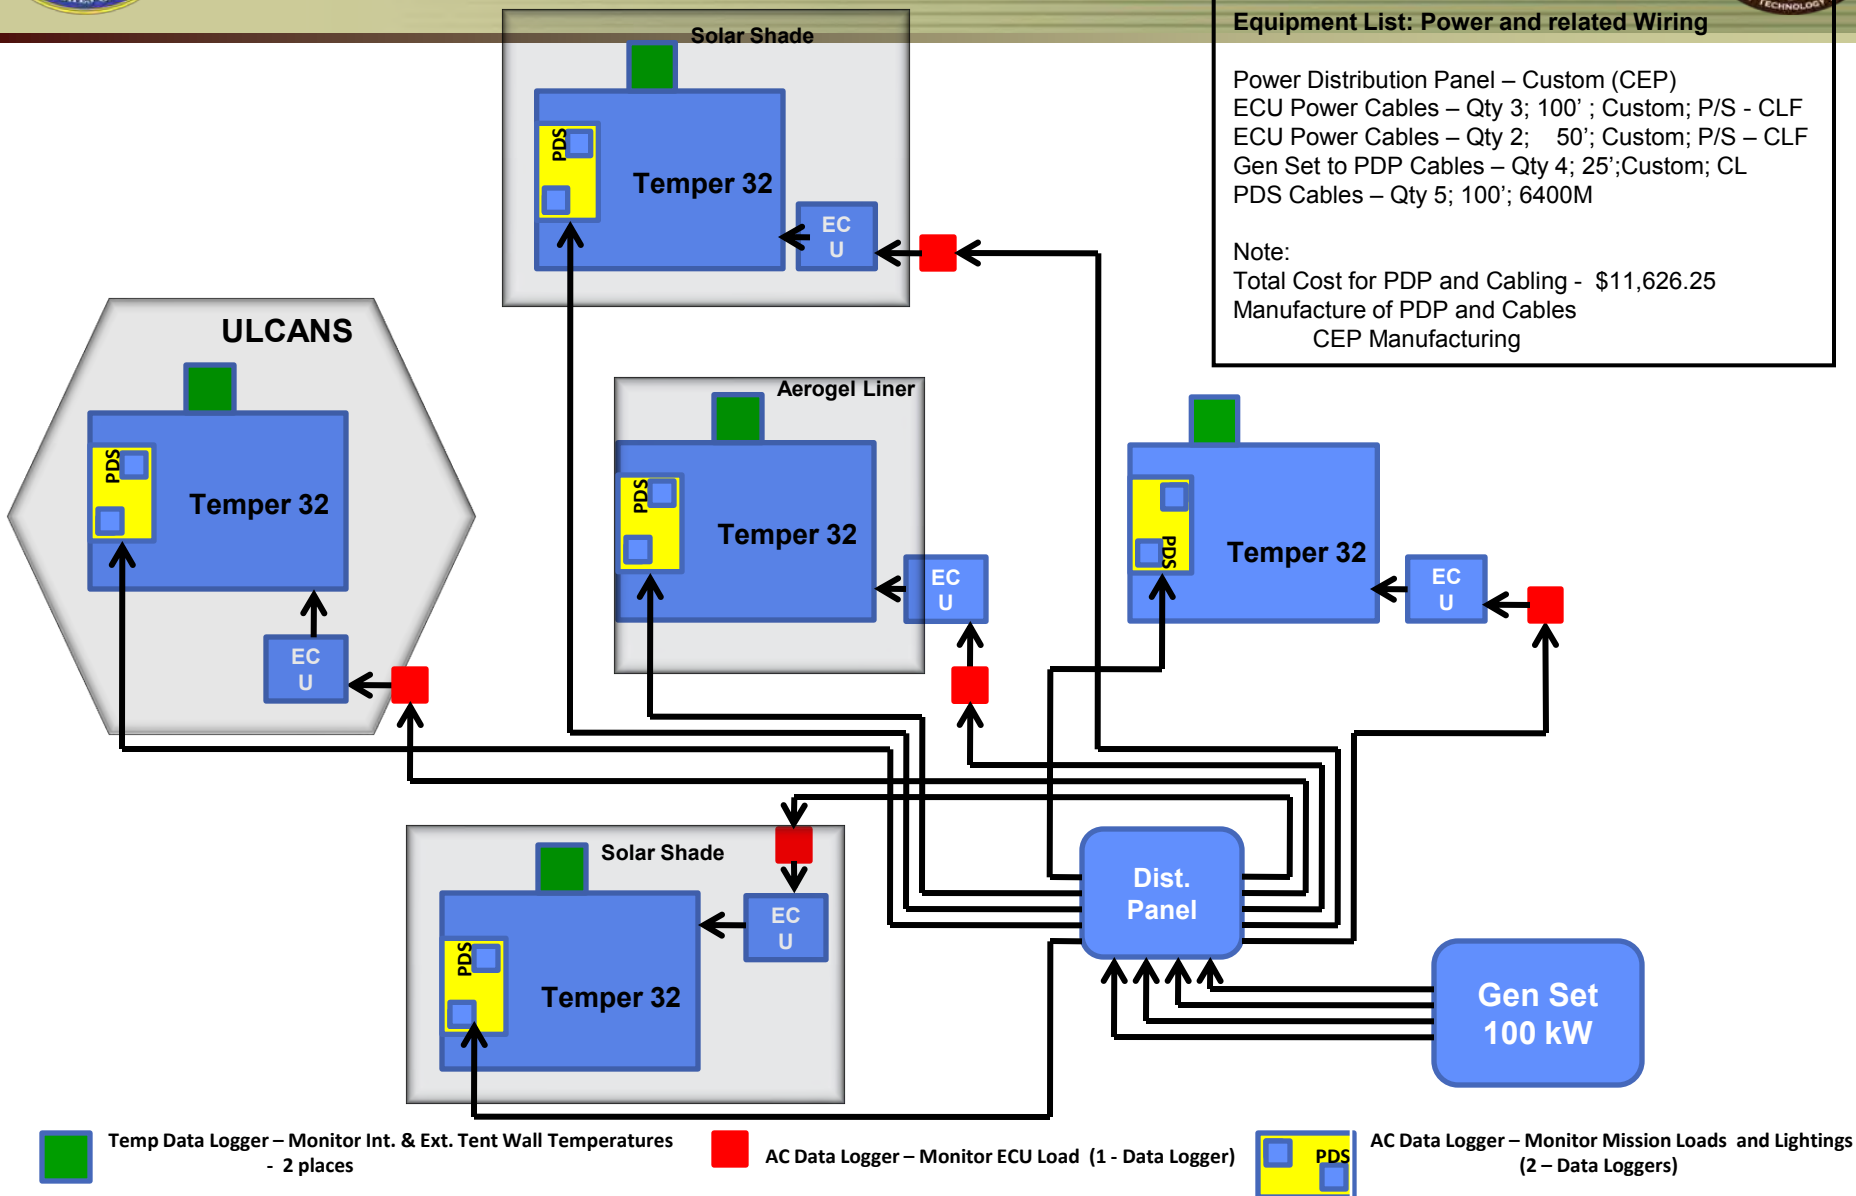 TECHNOLOGY
Equipment List: Power and related Wiring
Power Distribution Panel – Custom (CEP)
ECU Power Cables – Qty 3; 100' ; Custom; P/S - CLF
ECU Power Cables – Qty 2; 50'; Custom; P/S – CLF
Gen Set to PDP Cables – Qty 4; 25';Custom; CL
PDS Cables – Qty 5; 100'; 6400M
Note:
Total Cost for PDP and Cabling - $11,626.25
Manufacture of PDP and Cables
CEP Manufacturing
Solar Shade
PDS
Temper 32
EC
U
ULCANS
PDS
Temper 32
EC
U
Aerogel Liner
PDS
Temper 32
EC
U
PDS
Temper 32
EC
U
Solar Shade
PDS
Temper 32
EC
U
Dist.
Panel
Gen Set
100 kW
Temp Data Logger – Monitor Int. & Ext. Tent Wall Temperatures
- 2 places
AC Data Logger – Monitor ECU Load (1 - Data Logger)
PDS
AC Data Logger – Monitor Mission Loads and Lightings
(2 – Data Loggers)